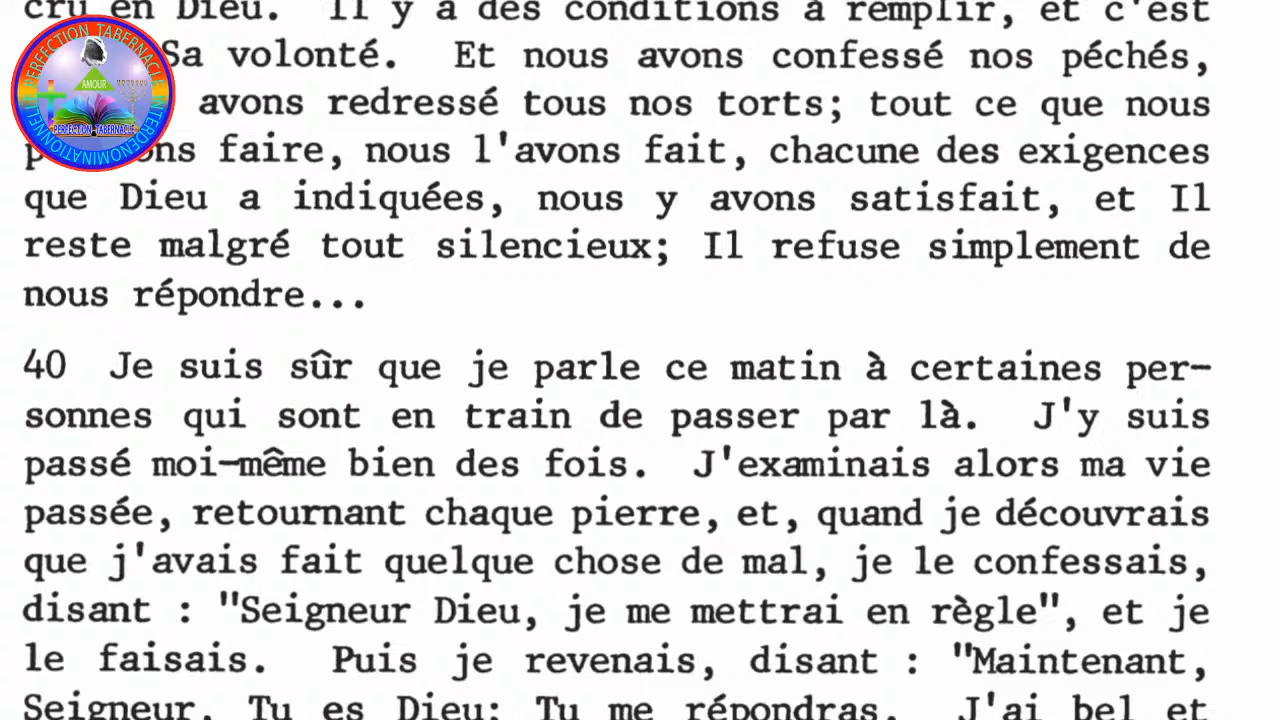 cru en Dieu. Il y a des conditions à remplir, et c'est
Sa volonté. Et nous avons confessé nos péchés,
avons redressé tous nos torts; tout ce que nous
faire, nous l'avons fait, chacune des exigences
que Dieu a indiquées, nous y avons satisfait, et Il
reste malgré tout silencieux; Il refuse simplement de
nous répondre...
40 Je suis sûr que je parle ce matin à certaines per-
sonnes qui sont en train de passer par là. J'y suis
passé moi-même bien des fois. J'examinais alors ma vie
passée, retournant chaque pierre, et, quand je découvrais
que j'avais fait quelque chose de mal, je le confessais,
disant : "Seigneur Dieu, je me mettrai en règle", et je
le faisais. Puis je revenais, disant : "Maintenant,
Seigneur, Tu es Dieu; Tu me répondras. J'ai bel et
PERFECTION TABERNACLE
INTERDENOMINATIONNEL
AMOUR
PERFECTION TABERNACLE